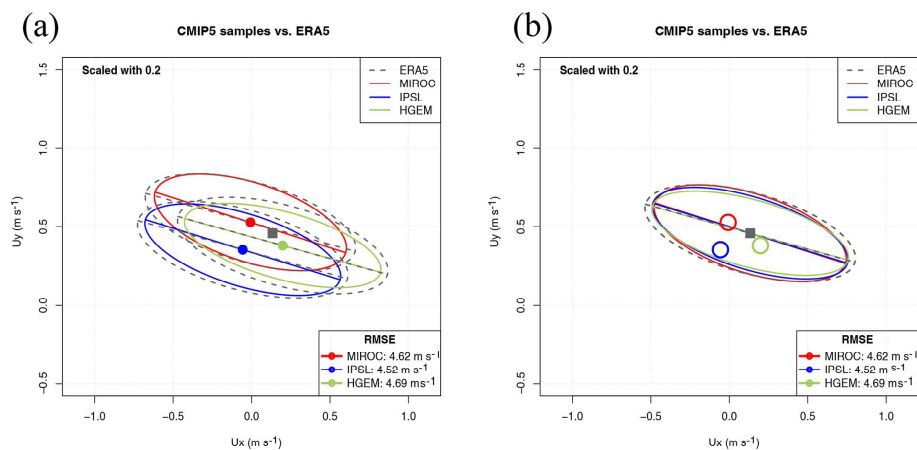 (a)
CMIP5 samples vs. ERA5
Scaled with 0.2
ERA5
MIROC
IPSL
HGEM
1.5
1.0
0.5
0.0
-0.5
Uy (m s⁻¹)
RMSE
MIROC: 4.62 m s⁻¹
IPSL: 4.52 m s⁻¹
HGEM: 4.69 ms⁻¹
−1.0 −0.5 0.0 0.5 1.0
Ux (m s⁻¹)
(b)
CMIP5 samples vs. ERA5
Scaled with 0.2
ERA5
MIROC
IPSL
HGEM
1.5
1.0
0.5
0.0
-0.5
Uy (m s⁻¹)
RMSE
MIROC: 4.62 m s⁻¹
IPSL: 4.52 m s⁻¹
HGEM: 4.69 ms⁻¹
−1.0 −0.5 0.0 0.5 1.0
Ux (m s⁻¹)